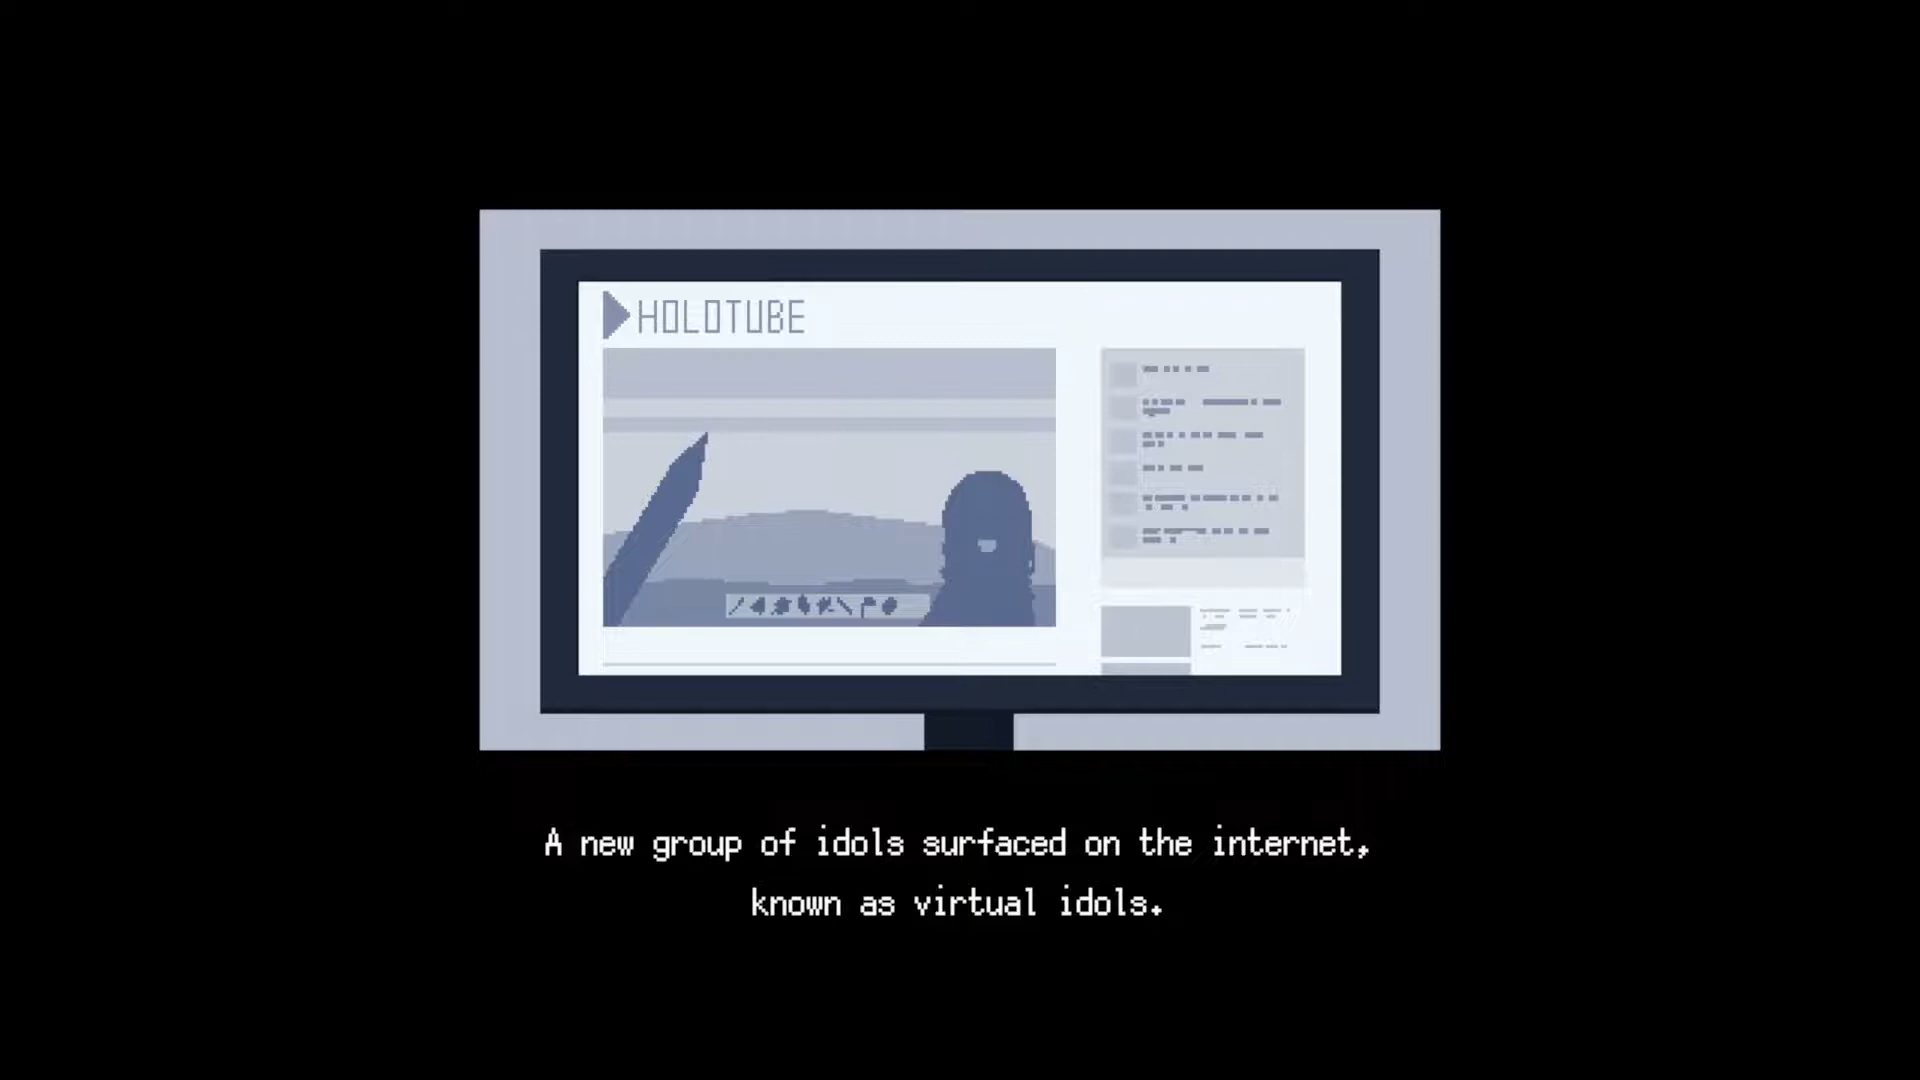 HOLOTUBE
A new group of idols surfaced on the internet,
known as virtual idols.